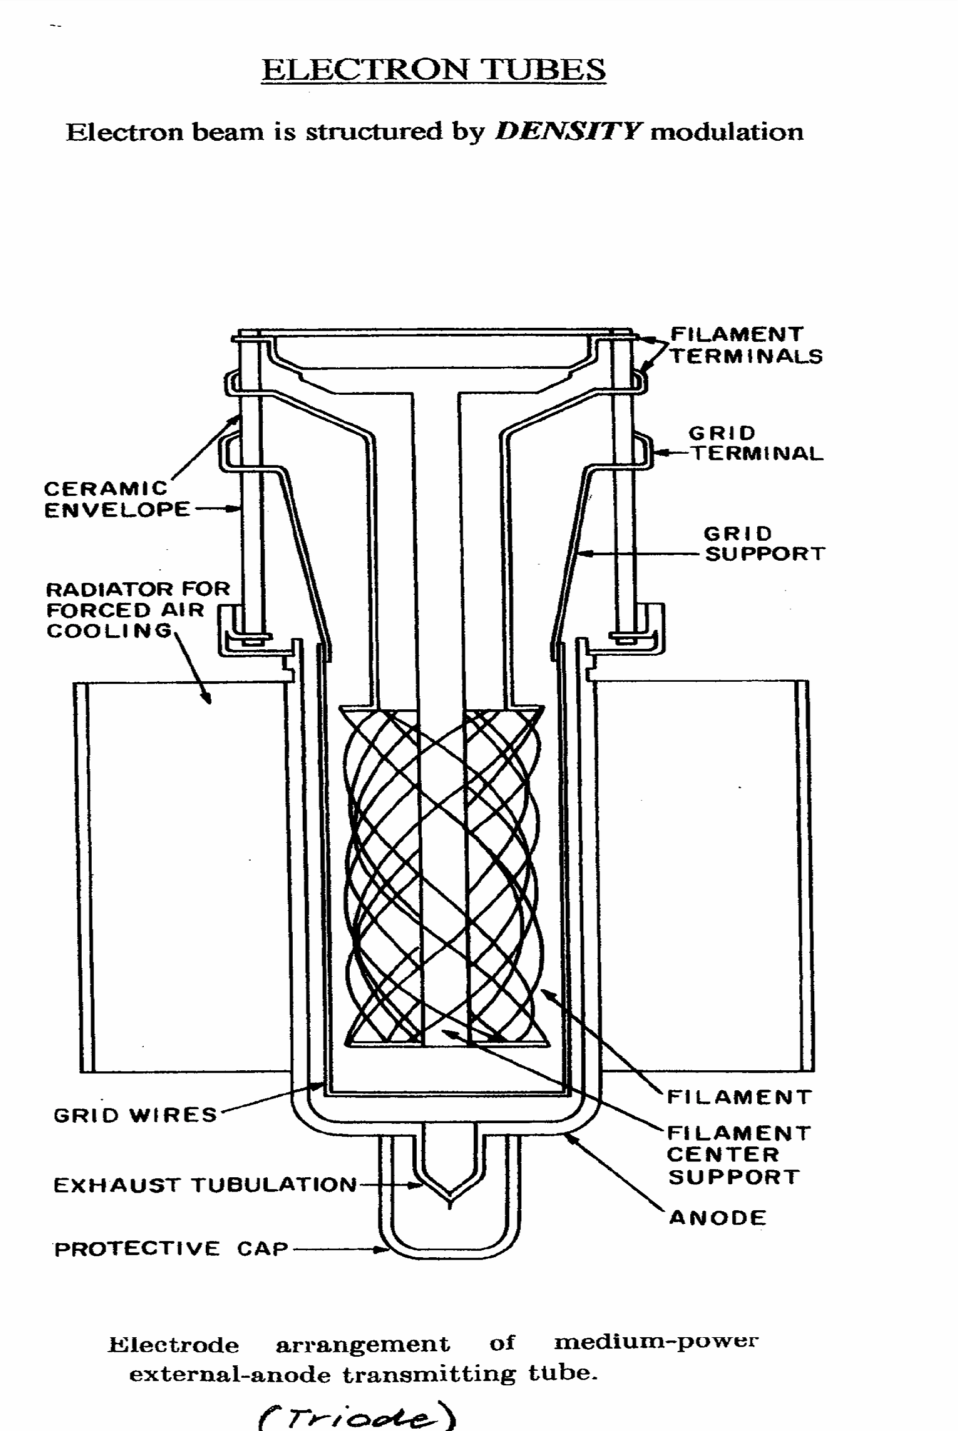 ELECTRON TUBES
Electron beam is structured by DENSITY modulation
FILAMENT
TERMINALS
GRID
TERMINAL
CERAMIC
ENVELOPE
GRID
SUPPORT
RADIATOR FOR
FORCED AIR
COOLING
FILAMENT
GRID WIRES
FILAMENT
CENTER
SUPPORT
EXHAUST TUBULATION
ANODE
PROTECTIVE CAP
Electrode arrangement of medium-power
external-anode transmitting tube.
(Triode)